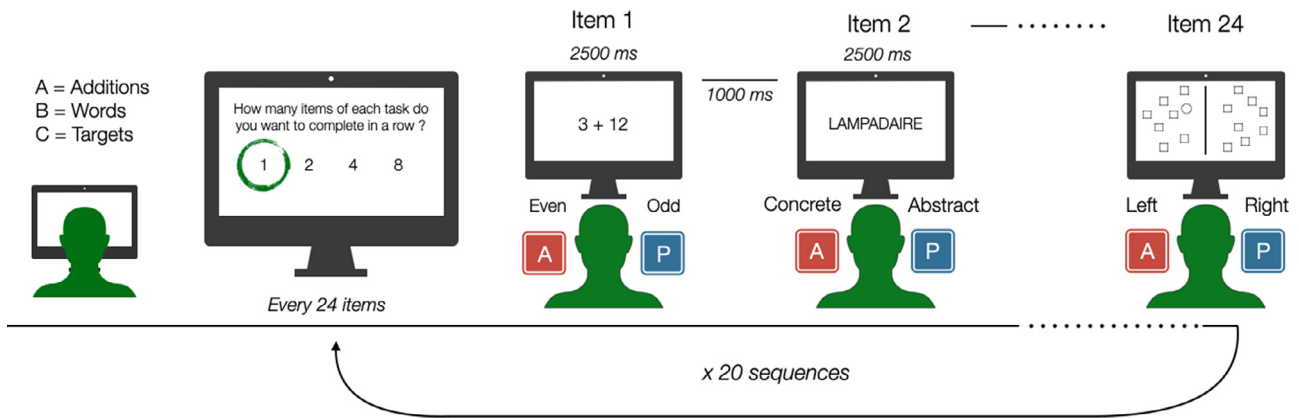 A = Additions
B = Words
C = Targets
How many items of each task do
you want to complete in a row ?
1 2 4 8
Every 24 items
Item 1
2500 ms
3 + 12
Even Odd
A P
1000 ms
Item 2
2500 ms
LAMPADAIRE
Concrete Abstract
A P
Item 24
Left Right
A P
x 20 sequences